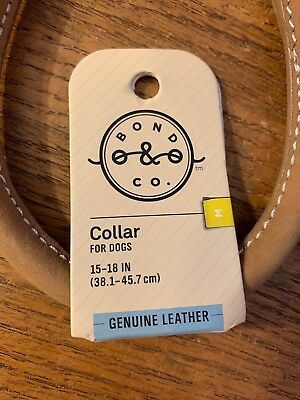 BOND
&
CO.
TM
Collar
FOR DOGS
M
15-18 IN
(38.1-45.7 cm)
GENUINE LEATHER